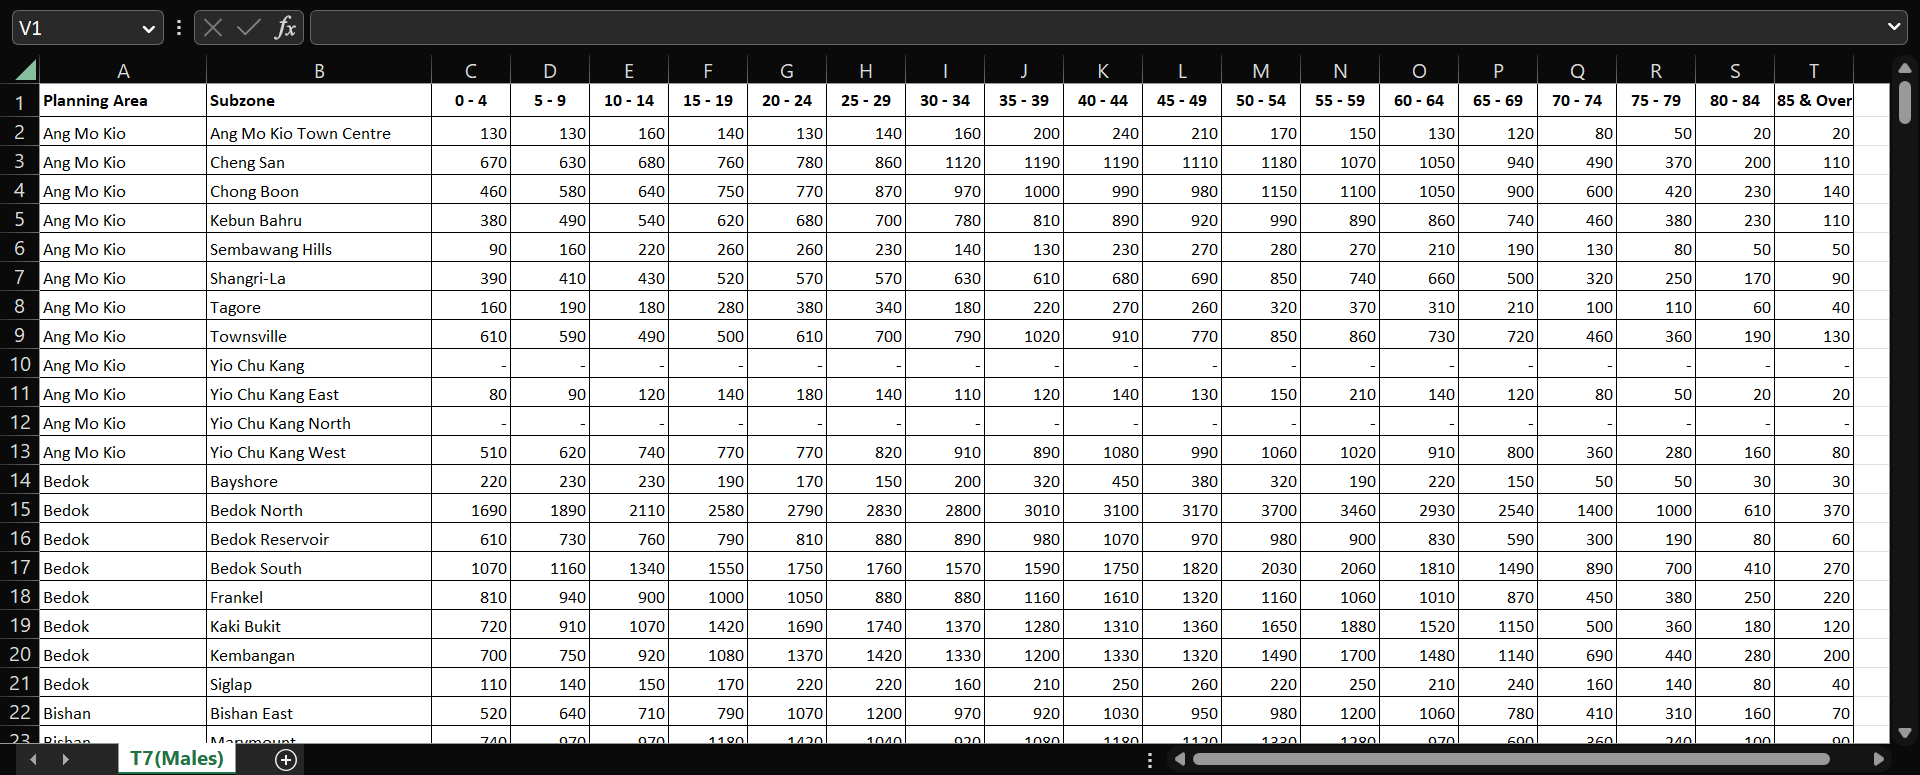 V1 fx
A B C D E F G H I J K L M N O P Q R S T
1 Planning Area Subzone 0 - 4 5 - 9 10 - 14 15 - 19 20 - 24 25 - 29 30 - 34 35 - 39 40 - 44 45 - 49 50 - 54 55 - 59 60 - 64 65 - 69 70 - 74 75 - 79 80 - 84 85 & Over
2 Ang Mo Kio Ang Mo Kio Town Centre 130 130 160 140 130 140 160 200 240 210 170 150 130 120 80 50 20 20
3 Ang Mo Kio Cheng San 670 630 680 760 780 860 1120 1190 1190 1110 1180 1070 1050 940 490 370 200 110
4 Ang Mo Kio Chong Boon 460 580 640 750 770 870 970 1000 990 980 1150 1100 1050 900 600 420 230 140
5 Ang Mo Kio Kebun Bahru 380 490 540 620 680 700 780 810 890 920 990 890 860 740 460 380 230 110
6 Ang Mo Kio Sembawang Hills 90 160 220 260 260 230 140 130 230 270 280 270 210 190 130 80 50 50
7 Ang Mo Kio Shangri-La 390 410 430 520 570 570 630 610 680 690 850 740 660 500 320 250 170 90
8 Ang Mo Kio Tagore 160 190 180 280 380 340 180 220 270 260 320 370 310 210 100 110 60 40
9 Ang Mo Kio Townsville 610 590 490 500 610 700 790 1020 910 770 850 860 730 720 460 360 190 130
10 Ang Mo Kio Yio Chu Kang - - - - - - - - - - - - - - - - - -
11 Ang Mo Kio Yio Chu Kang East 80 90 120 140 180 140 110 120 140 130 150 210 140 120 80 50 20 20
12 Ang Mo Kio Yio Chu Kang North - - - - - - - - - - - - - - - - - -
13 Ang Mo Kio Yio Chu Kang West 510 620 740 770 770 820 910 890 1080 990 1060 1020 910 800 360 280 160 80
14 Bedok Bayshore 220 230 230 190 170 150 200 320 450 380 320 190 220 150 50 50 30 30
15 Bedok Bedok North 1690 1890 2110 2580 2790 2830 2800 3010 3100 3170 3700 3460 2930 2540 1400 1000 610 370
16 Bedok Bedok Reservoir 610 730 760 790 810 880 890 980 1070 970 980 900 830 590 300 190 80 60
17 Bedok Bedok South 1070 1160 1340 1550 1750 1760 1570 1590 1750 1820 2030 2060 1810 1490 890 700 410 270
18 Bedok Frankel 810 940 900 1000 1050 880 880 1160 1610 1320 1160 1060 1010 870 450 380 250 220
19 Bedok Kaki Bukit 720 910 1070 1420 1690 1740 1370 1280 1310 1360 1650 1880 1520 1150 500 360 180 120
20 Bedok Kembangan 700 750 920 1080 1370 1420 1330 1200 1330 1320 1490 1700 1480 1140 690 440 280 200
21 Bedok Siglap 110 140 150 170 220 220 160 210 250 260 220 250 210 240 160 140 80 40
22 Bishan Bishan East 520 640 710 790 1070 1200 970 920 1030 950 980 1200 1060 780 410 310 160 70
23 Bishan Marymount 740 970 970 1180 1420 1040 920 1080 1180 1120 1330 1280 970 690 360 240 100 90
T7(Males)